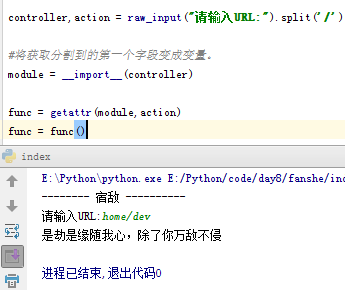 controller,action = raw_input("请输入URL:").split('/')
#将获取分割到的第一个字段变成变量。
module = __import__(controller)
func = getattr(module,action)
func = func()
index
E:\Python\python.exe E:/Python/code/day8/fanshe/inc
-------- 宿敌 ----------
请输入URL:home/dev
是劫是缘随我心，除了你万敌不侵
进程已结束,退出代码0